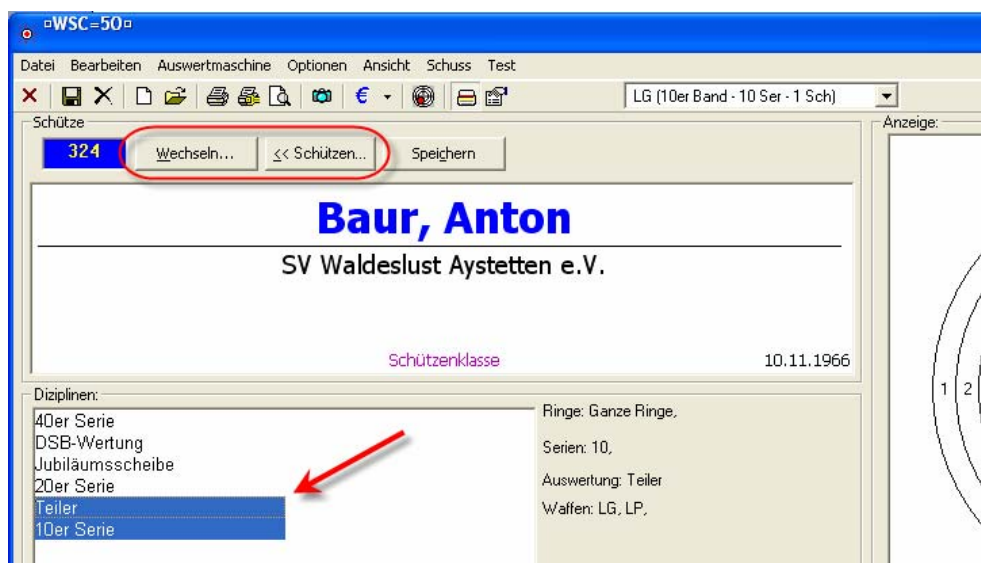 ¤WSC-50¤
Datei Bearbeiten Auswertmaschine Optionen Ansicht Schuss Test
€ LG (10er Band - 10 Ser - 1 Sch)
Schütze
Anzeige:
324 Wechseln... << Schützen... Speichern
Baur, Anton
SV Waldeslust Aystetten e.V.
Schützenklasse 10.11.1966
1 2
Diziplinen:
40er Serie
DSB-Wertung
Jubiläumsscheibe
20er Serie
Teiler
10er Serie
Ringe: Ganze Ringe,
Serien: 10,
Auswertung: Teiler
Waffen: LG, LP,